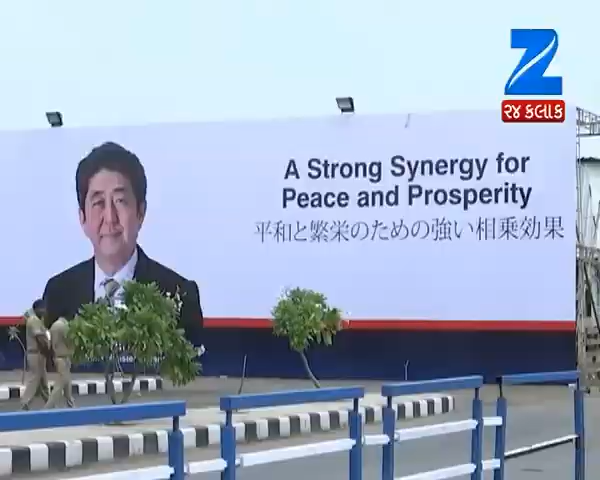 Z
૨૪ કલાક
A Strong Synergy for
Peace and Prosperity
平和と繁栄のための強い相乗効果